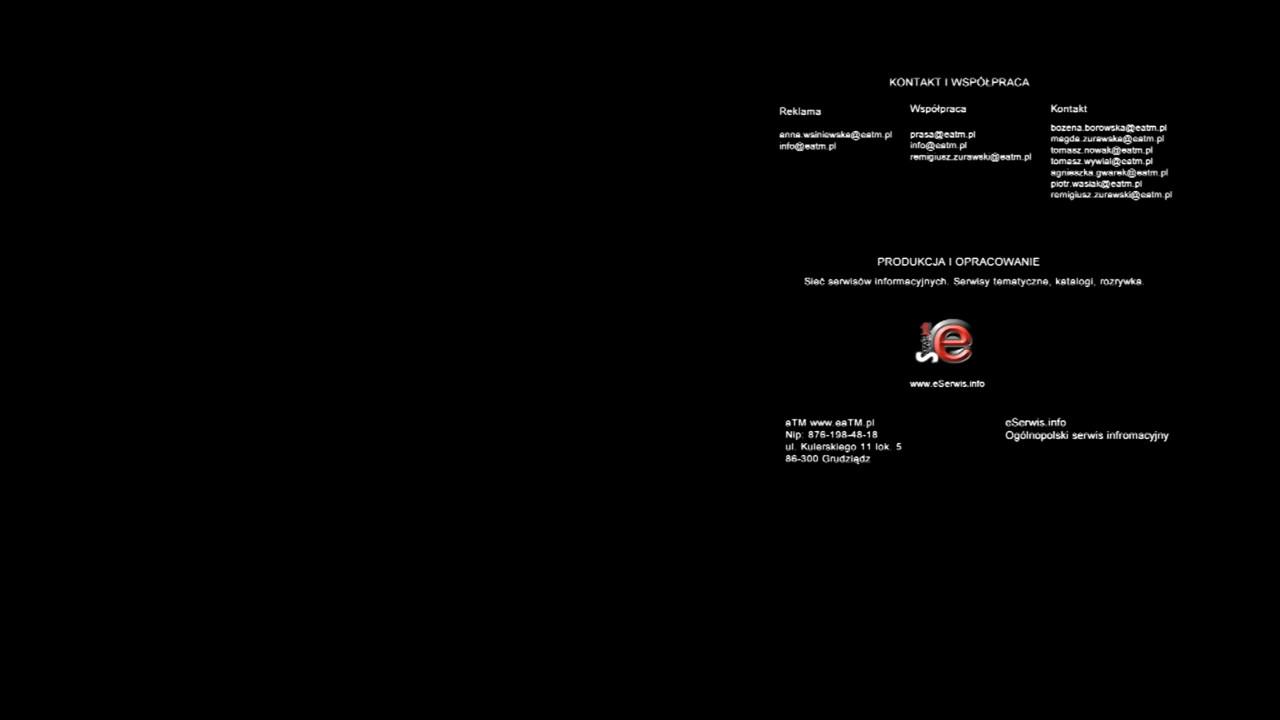 KONTAKT I WSPÓŁPRACA
Reklama
anna.wsiniewska@eatm.pl
info@eatm.pl
Współpraca
prasa@eatm.pl
info@eatm.pl
remigiusz.zurawski@eatm.pl
Kontakt
bozena.borowska@eatm.pl
magda.zurawska@eatm.pl
tomasz.nowak@eatm.pl
tomasz.wywial@eatm.pl
agnieszka.gwarek@eatm.pl
piotr.wasiak@eatm.pl
remigiusz.zurawski@eatm.pl
PRODUKCJA I OPRACOWANIE
Sieć serwisów informacyjnych. Serwisy tematyczne, katalogi, rozrywka.
e
www.eSerwis.info
aTM www.eaTM.pl
Nip: 876-198-48-18
ul. Kulerskiego 11 lok. 5
86-300 Grudziądz
eSerwis.info
Ogólnopolski serwis infromacyjny